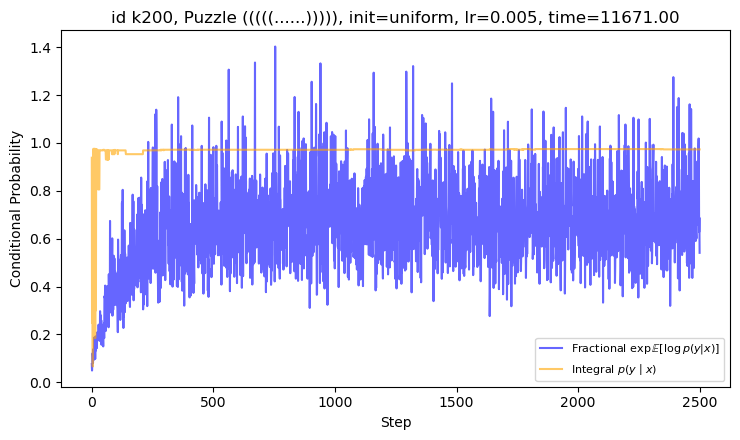 id k200, Puzzle (((((......))))), init=uniform, lr=0.005, time=11671.00
Conditional Probability
1.4
1.2
1.0
0.8
0.6
0.4
0.2
0.0
Fractional exp𝔼[log p(y|x)]
Integral p(y | x)
0 500 1000 1500 2000 2500
Step